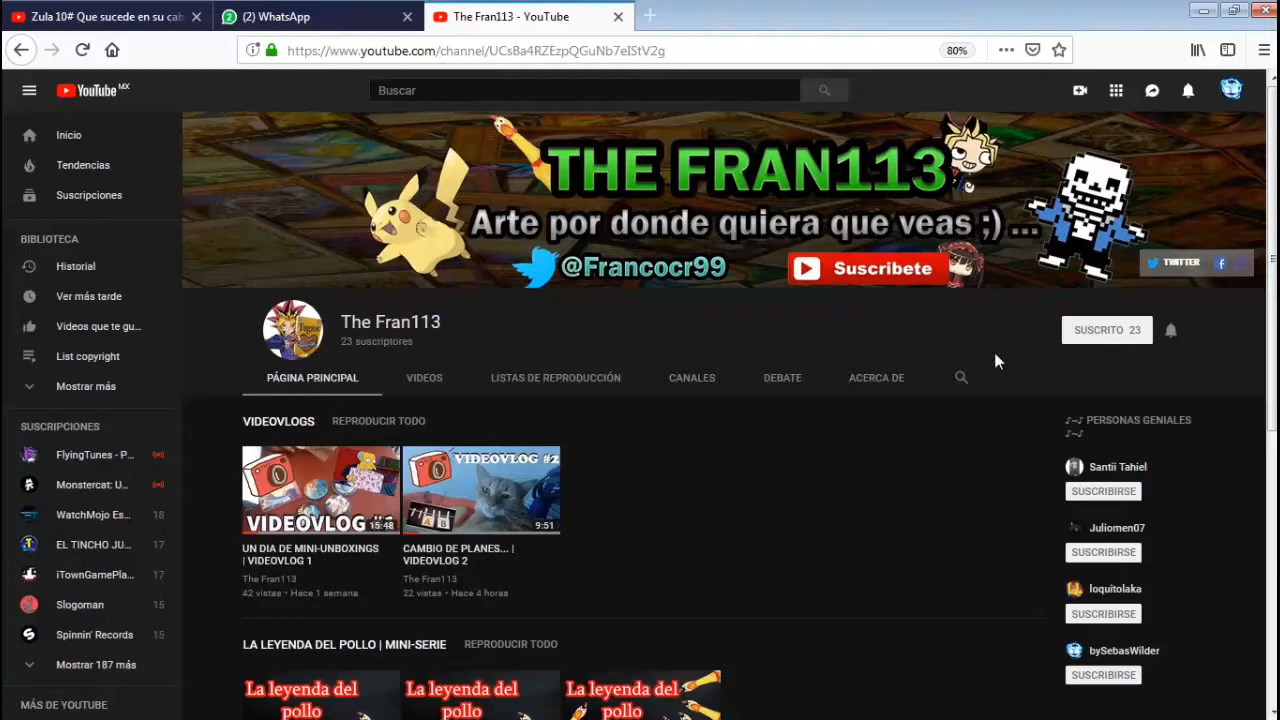 Zula 10# Que sucede en su cab
(2) WhatsApp
The Fran113 - YouTube
https://www.youtube.com/channel/UCsBa4RZEzpQGuNb7eIStV2g
80%
YouTube MX
Buscar
Inicio
Tendencias
Suscripciones
BIBLIOTECA
Historial
Ver más tarde
Videos que te gu...
List copyright
Mostrar más
SUSCRIPCIONES
FlyingTunes - P...
Monstercat: U...
WatchMojo Es... 18
EL TINCHO JU... 17
iTownGamePla... 17
Slogoman 15
Spinnin' Records 15
Mostrar 187 más
MÁS DE YOUTUBE
THE FRAN113
Arte por donde quiera que veas ;) ...
@Francocr99
Suscribete
TWITTER
The Fran113
23 suscriptores
SUSCRITO 23
PÁGINA PRINCIPAL
VIDEOS
LISTAS DE REPRODUCCIÓN
CANALES
DEBATE
ACERCA DE
VIDEOVLOGS
REPRODUCIR TODO
15:48
VIDEOVLOG #2
A B
9:51
UN DIA DE MINI-UNBOXINGS
| VIDEOVLOG 1
The Fran113
42 vistas • Hace 1 semana
CAMBIO DE PLANES... |
VIDEOVLOG 2
The Fran113
22 vistas • Hace 4 horas
LA LEYENDA DEL POLLO | MINI-SERIE
REPRODUCIR TODO
La leyenda del
pollo
La leyenda del
pollo
La leyenda del
pollo
♪~♪ PERSONAS GENIALES
♪~♪
Santii Tahiel
SUSCRIBIRSE
Juliomen07
SUSCRIBIRSE
loquitolaka
SUSCRIBIRSE
bySebasWilder
SUSCRIBIRSE